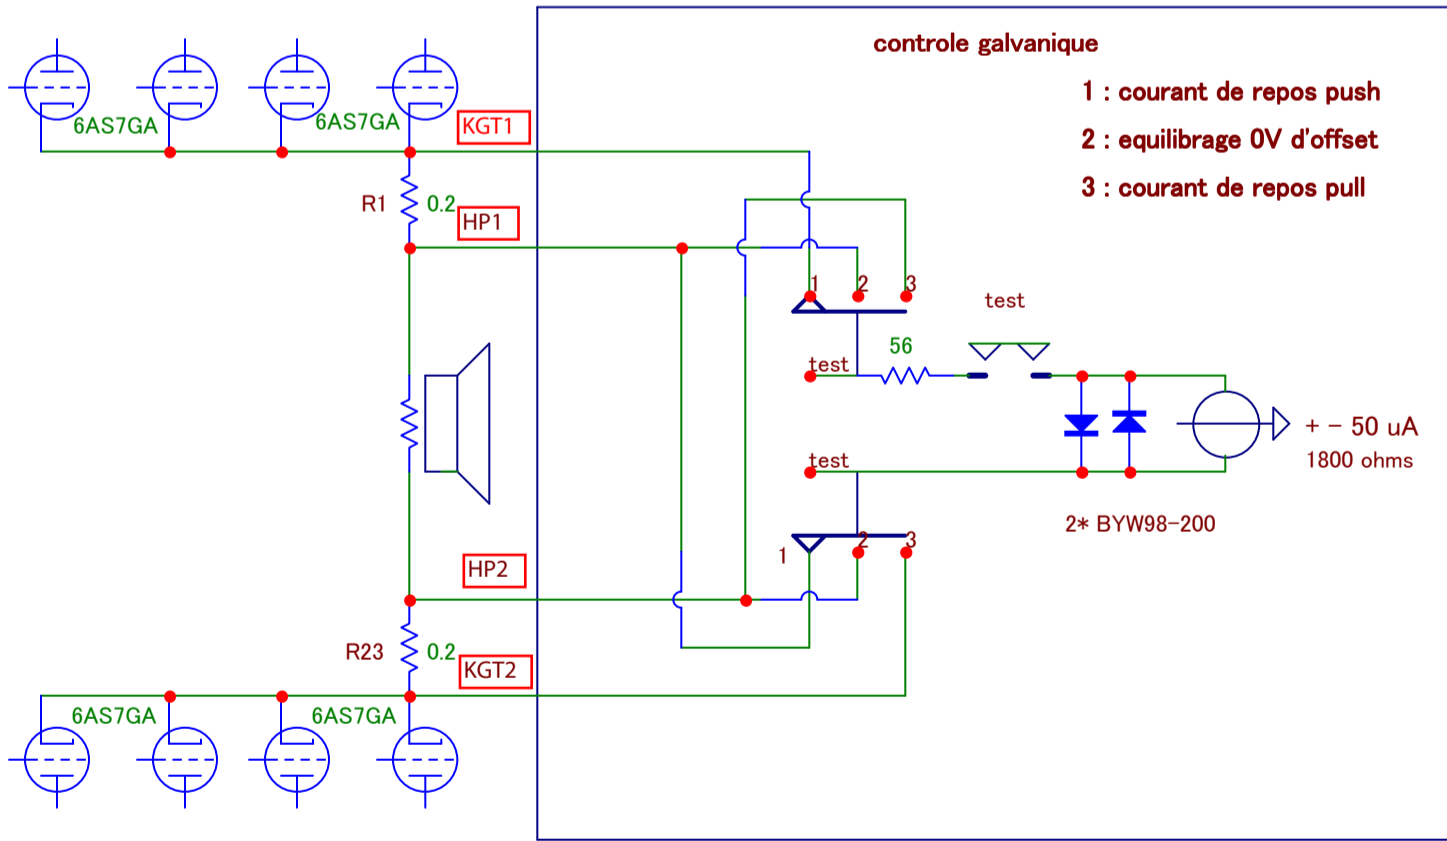 controle galvanique
1 : courant de repos push
2 : equilibrage 0V d'offset
3 : courant de repos pull
6AS7GA
6AS7GA
KGT1
R1
0.2
HP1
1
2
3
test
56
test
test
+ - 50 uA
1800 ohms
2* BYW98-200
1
2
3
HP2
R23
0.2
KGT2
6AS7GA
6AS7GA